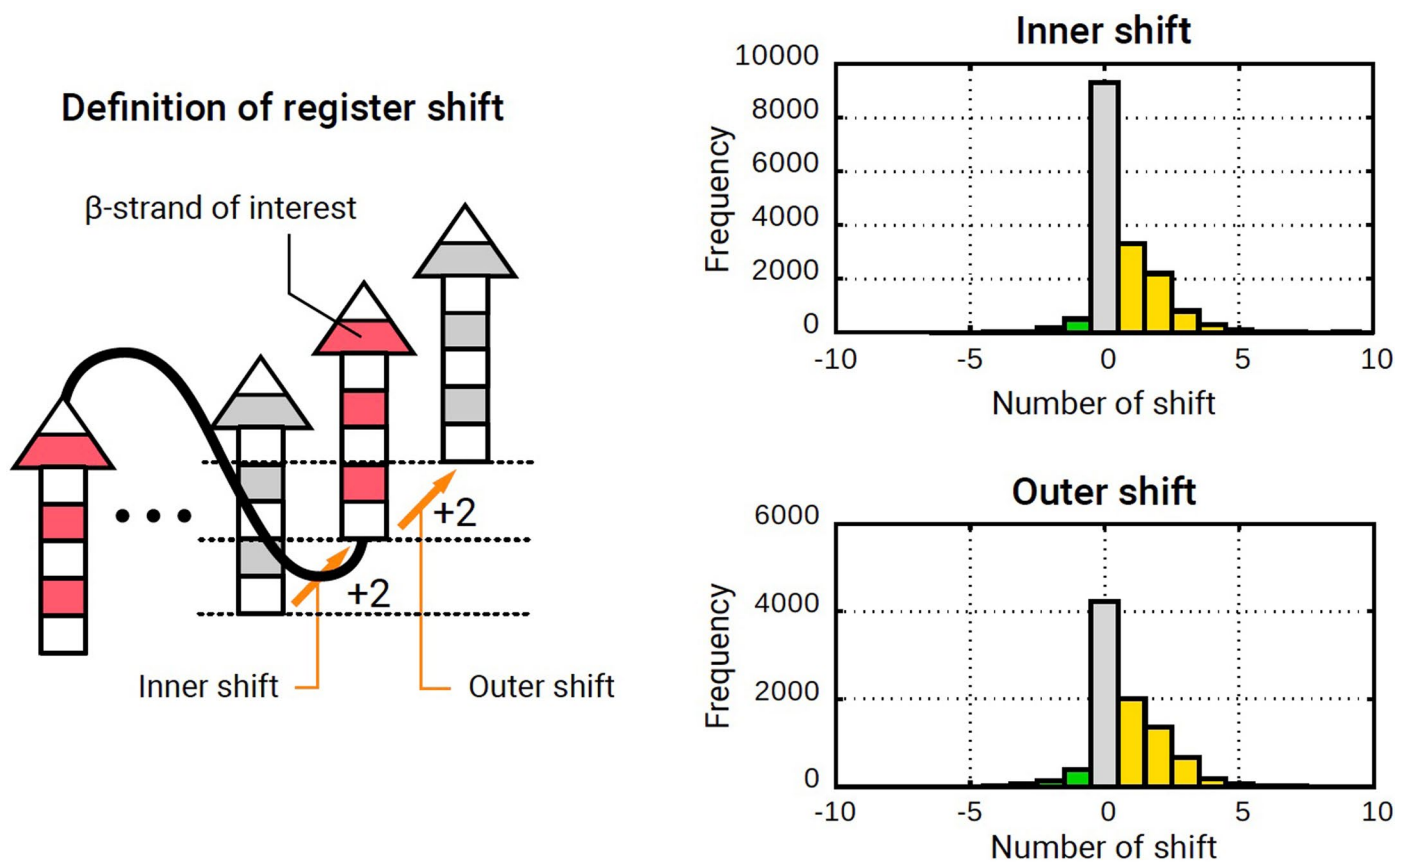 Definition of register shift
β-strand of interest
+2
+2
Inner shift
Outer shift
Inner shift
10000
8000
6000
4000
2000
0
Frequency
-10 -5 0 5 10
Number of shift
Outer shift
6000
4000
2000
0
Frequency
-10 -5 0 5 10
Number of shift